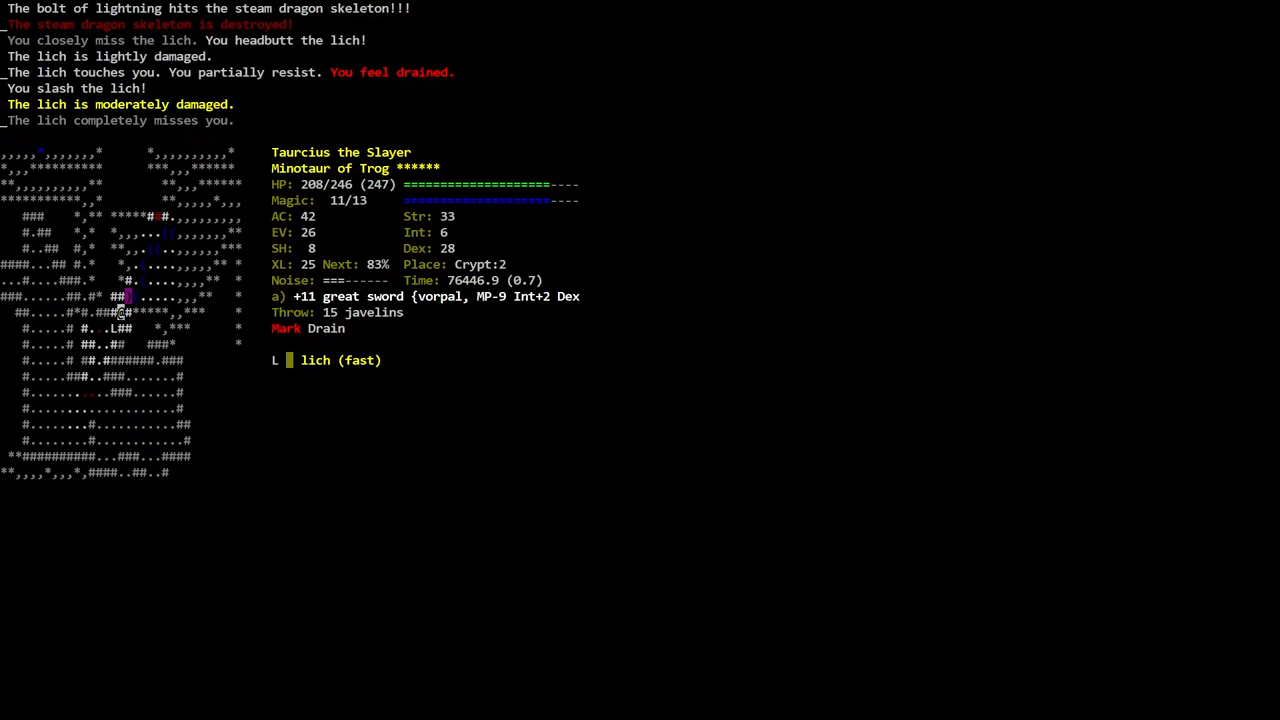 The bolt of lightning hits the steam dragon skeleton!!!
_The steam dragon skeleton is destroyed!
You closely miss the lich. You headbutt the lich!
The lich is lightly damaged.
_The lich touches you. You partially resist. You feel drained.
You slash the lich!
The lich is moderately damaged.
_The lich completely misses you.
Taurcius the Slayer
Minotaur of Trog ******
HP: 208/246 (247) ====================----
Magic: 11/13 ====================----
AC: 42 Str: 33
EV: 26 Int: 6
SH: 8 Dex: 28
XL: 25 Next: 83% Place: Crypt:2
Noise: ===------ Time: 76446.9 (0.7)
a) +11 great sword {vorpal, MP-9 Int+2 Dex
Throw: 15 javelins
Mark Drain
L lich (fast)